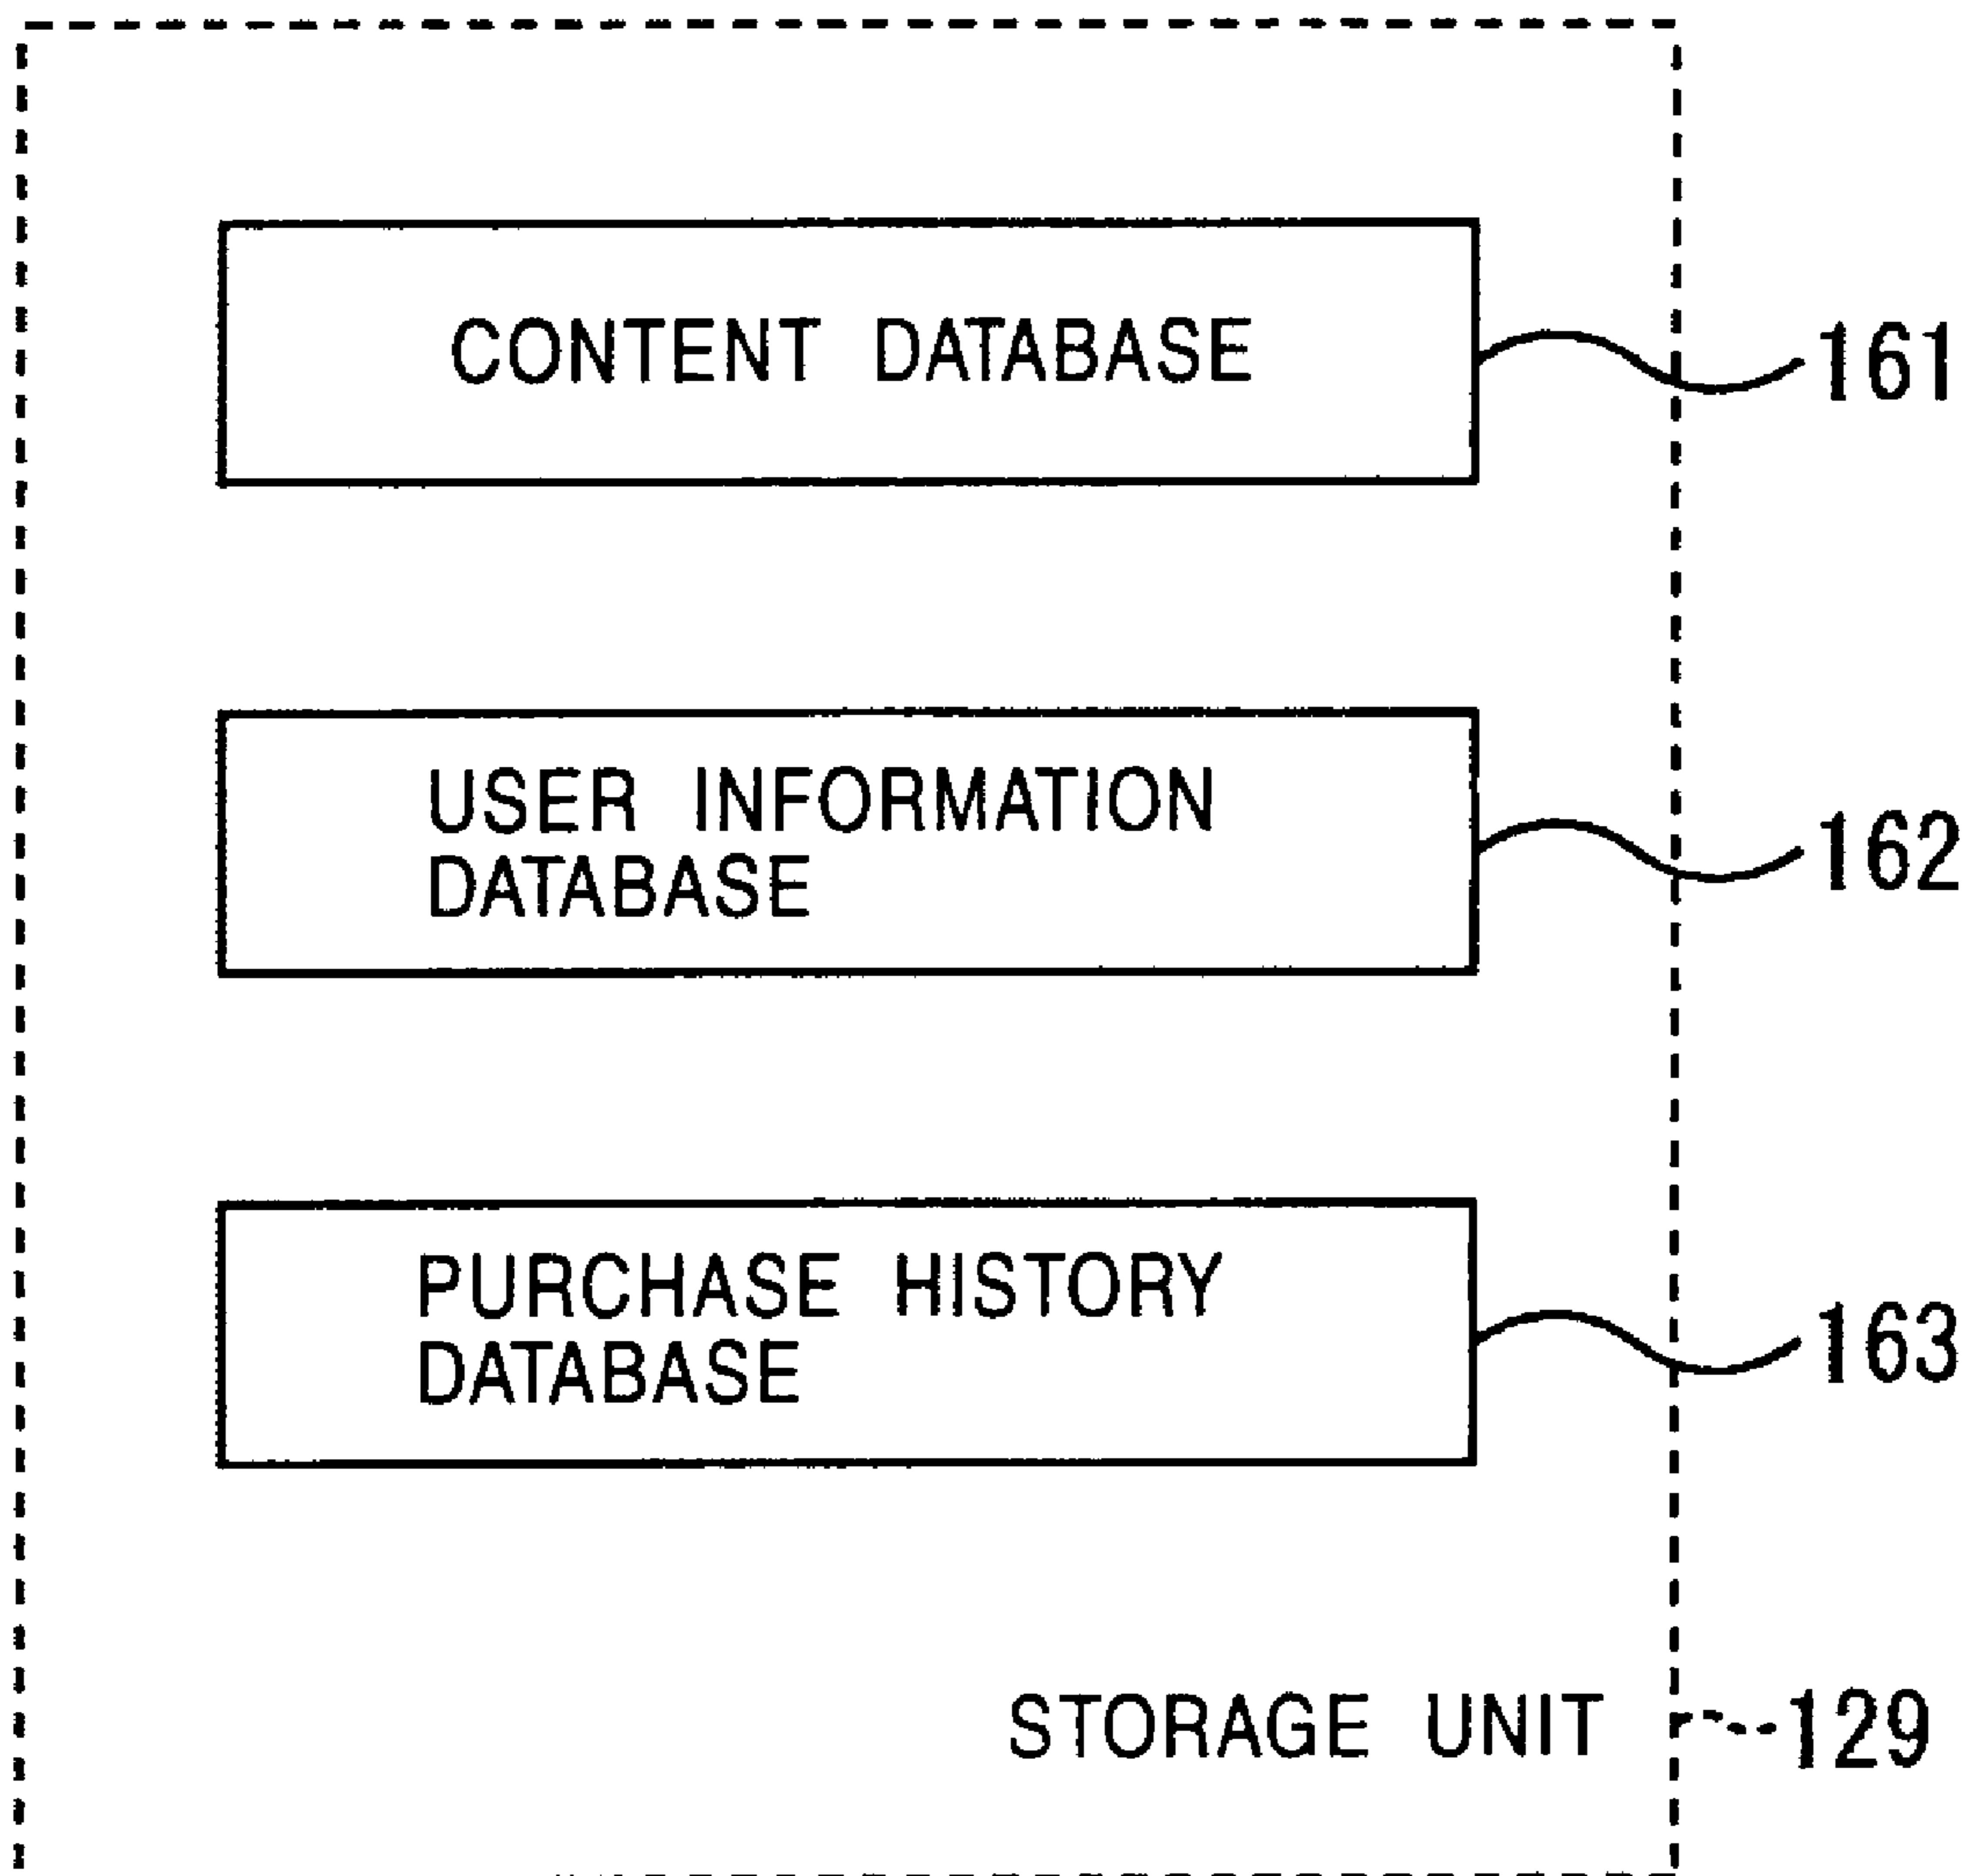 CONTENT DATABASE
161
USER INFORMATION
DATABASE
162
PURCHASE HISTORY
DATABASE
163
STORAGE UNIT
129